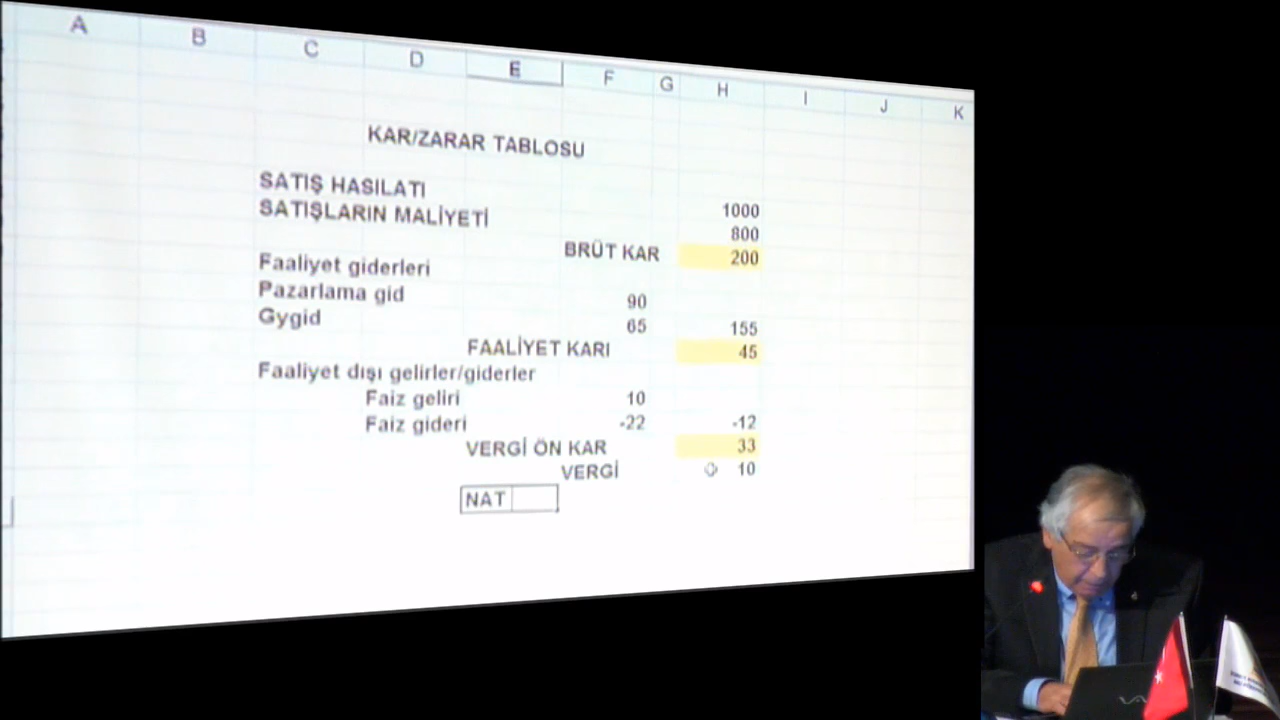 A B C D E F G H I J K
KAR/ZARAR TABLOSU
SATIŞ HASILATI 1000
SATIŞLARIN MALİYETİ 800
BRÜT KAR 200
Faaliyet giderleri
Pazarlama gid 90
Gygid 65 155
FAALİYET KARI 45
Faaliyet dışı gelirler/giderler
Faiz geliri 10
Faiz gideri -22 -12
VERGİ ÖN KAR 33
VERGİ 10
NAT